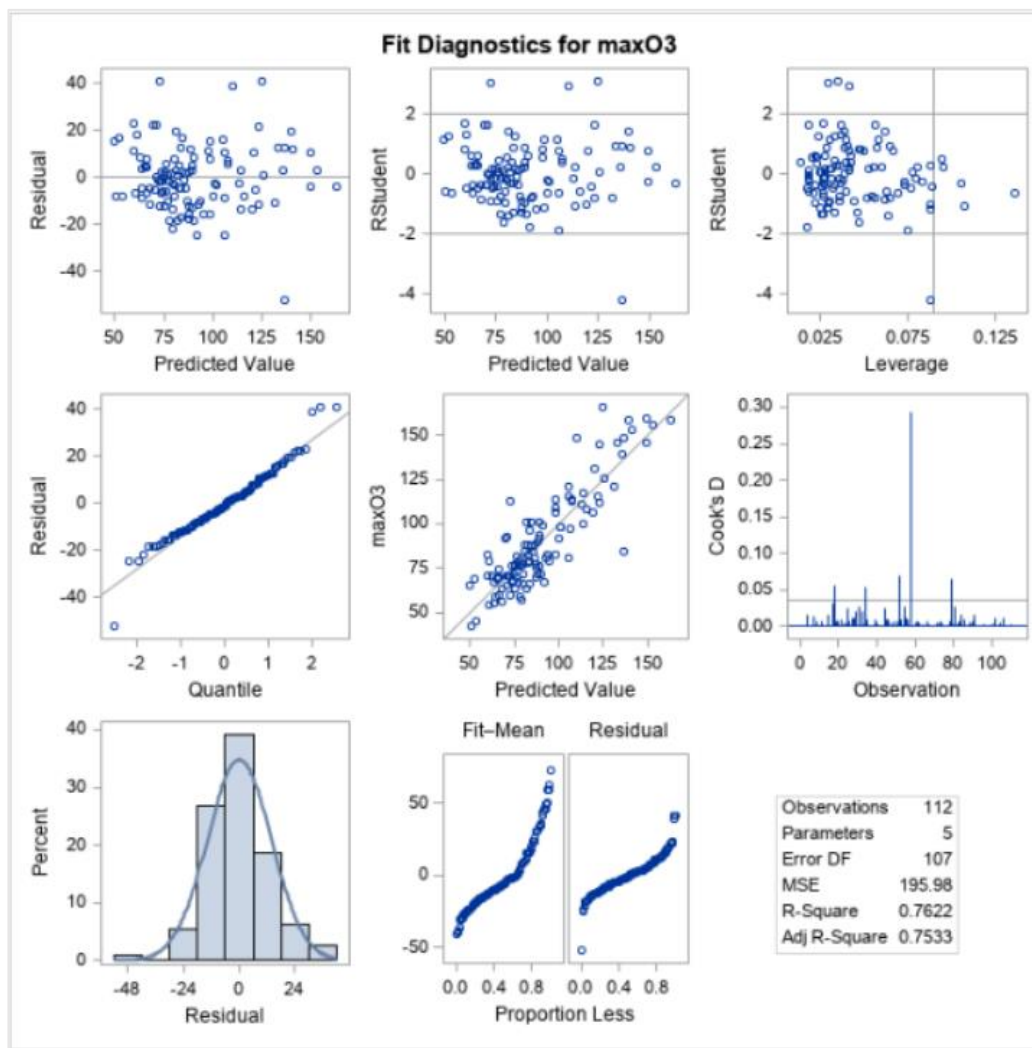 Fit Diagnostics for maxO3
Residual
40
20
0
-20
-40
50 75 100 125 150
Predicted Value
RStudent
2
0
-2
-4
50 75 100 125 150
Predicted Value
RStudent
2
0
-2
-4
0.025 0.075 0.125
Leverage
Residual
40
20
0
-20
-40
-2 -1 0 1 2
Quantile
maxO3
150
125
100
75
50
50 75 100 125 150
Predicted Value
Cook's D
0.30
0.25
0.20
0.15
0.10
0.05
0.00
0 20 40 60 80 100
Observation
Percent
40
30
20
10
0
-48 -24 0 24
Residual
Fit–Mean Residual
50
0
-50
0.0 0.4 0.8 0.0 0.4 0.8
Proportion Less
Observations 112
Parameters 5
Error DF 107
MSE 195.98
R-Square 0.7622
Adj R-Square 0.7533